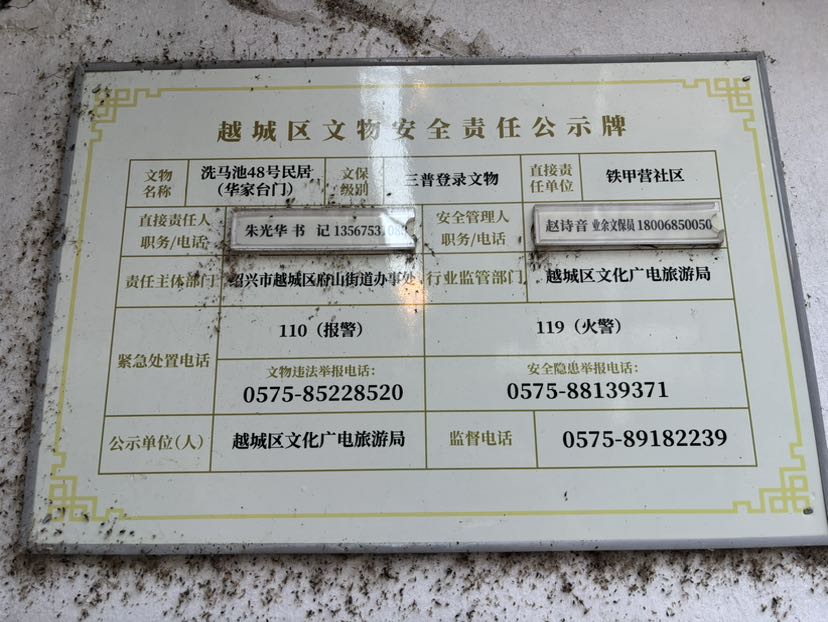 越城区文物安全责任公示牌
文物名称 洗马池48号民居(华家台门) 文保级别 三普登录文物 直接责任单位 铁甲营社区
直接责任人 职务/电话 朱光华 书 记 安全管理人 职务/电话 赵诗音 业余文保员 18006850050
责任主体部门 绍兴市越城区府山街道办事处 行业监管部门 越城区文化广电旅游局
紧急处置电话 110(报警) 119(火警)
文物违法举报电话: 安全隐患举报电话:
0575-85228520 0575-88139371
公示单位(人) 越城区文化广电旅游局 监督电话 0575-89182239